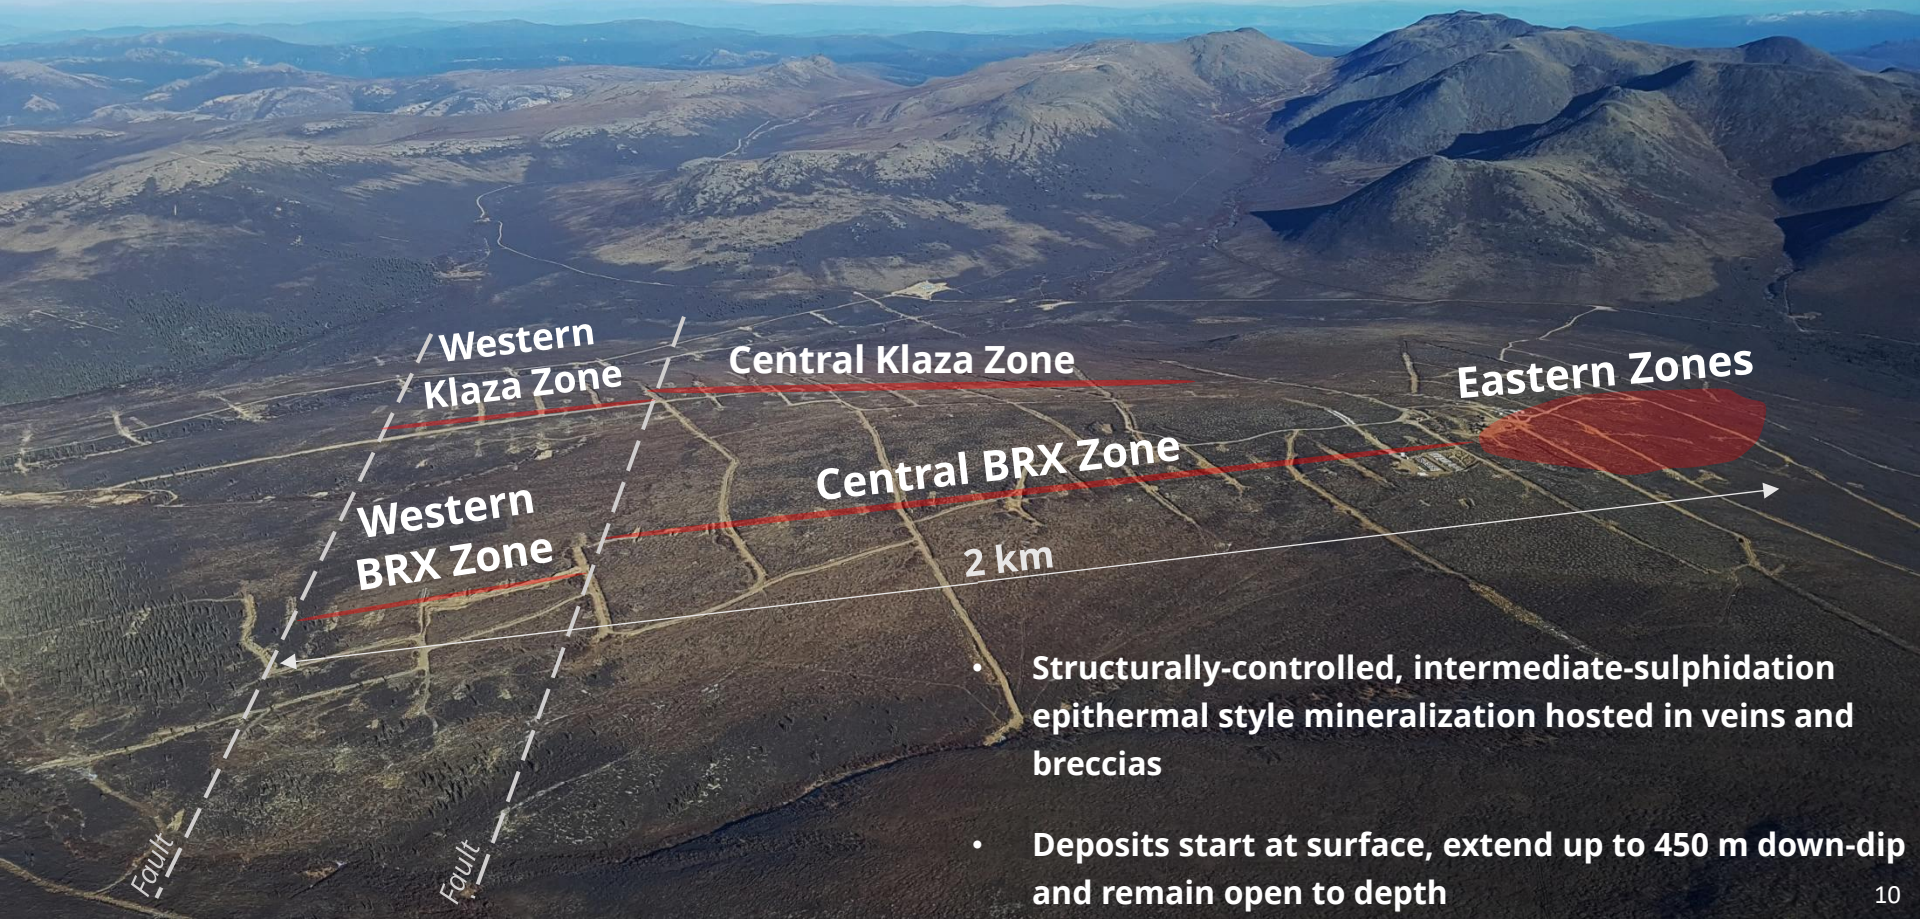 Western
Klaza Zone
Central Klaza Zone
Eastern Zones
Central BRX Zone
Western
BRX Zone
2 km
• Structurally-controlled, intermediate-sulphidation
epithermal style mineralization hosted in veins and
breccias
• Deposits start at surface, extend up to 450 m down-dip
and remain open to depth
Fault
Fault
10